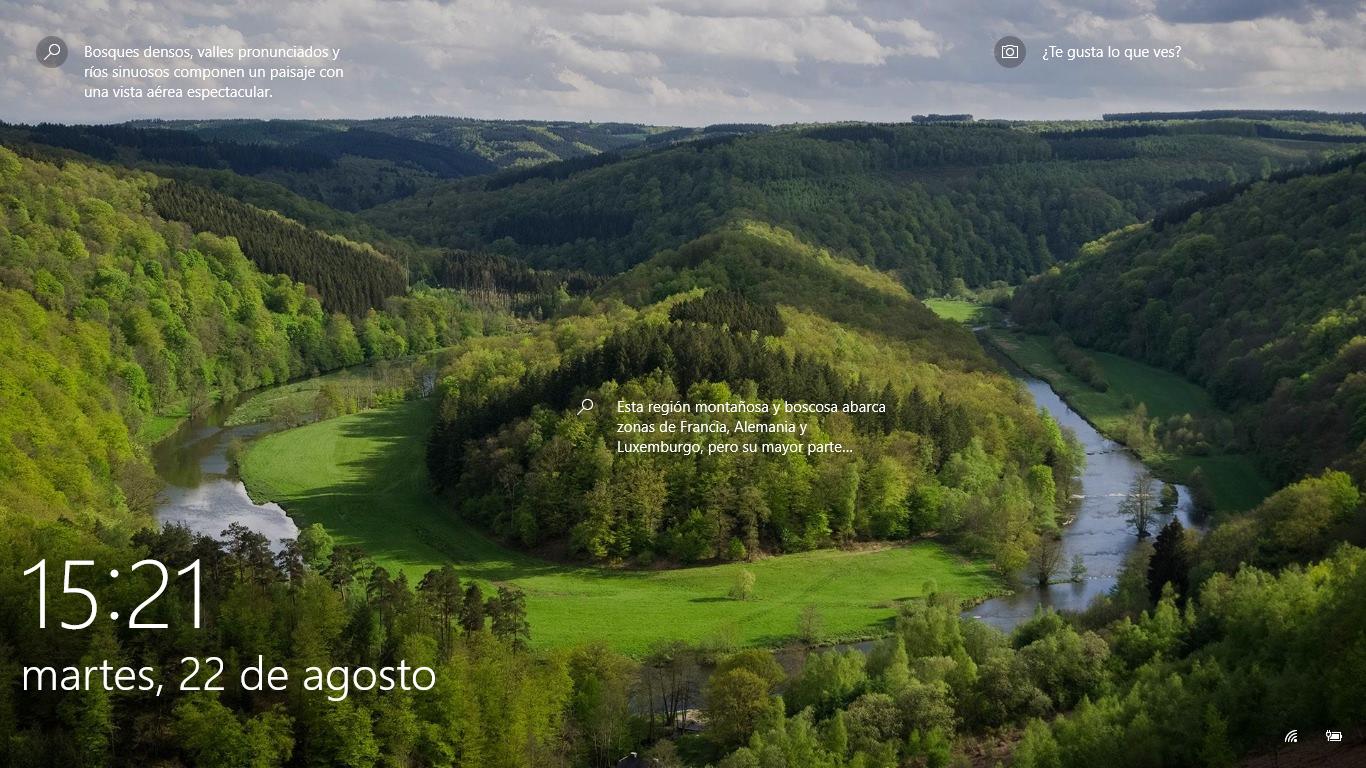 Bosques densos, valles pronunciados y
ríos sinuosos componen un paisaje con
una vista aérea espectacular.
¿Te gusta lo que ves?
Esta región montañosa y boscosa abarca
zonas de Francia, Alemania y
Luxemburgo, pero su mayor parte...
15:21
martes, 22 de agosto